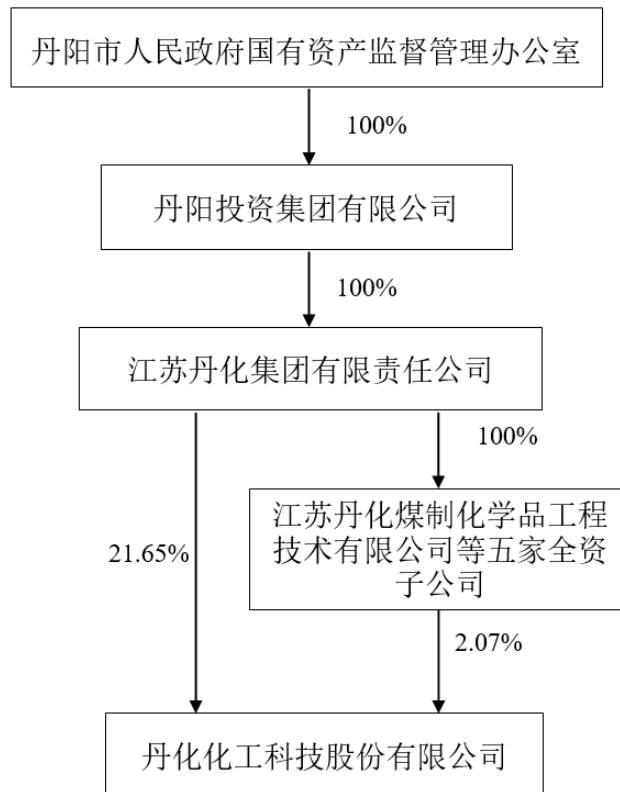 丹阳市人民政府国有资产监督管理办公室
100%
丹阳投资集团有限公司
100%
江苏丹化集团有限责任公司
100%
江苏丹化煤制化学品工程
技术有限公司等五家全资
子公司
21.65%
2.07%
丹化化工科技股份有限公司